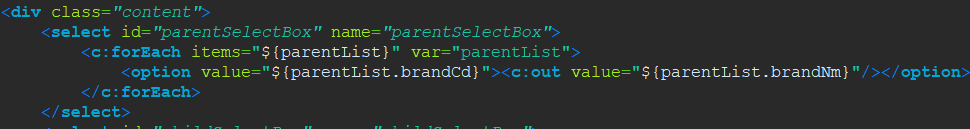 <div class="content">
<select id="parentSelectBox" name="parentSelectBox">
<c:forEach items="${parentList}" var="parentList">
<option value="${parentList.brandCd}"><c:out value="${parentList.brandNm}"/></option>
</c:forEach>
</select>